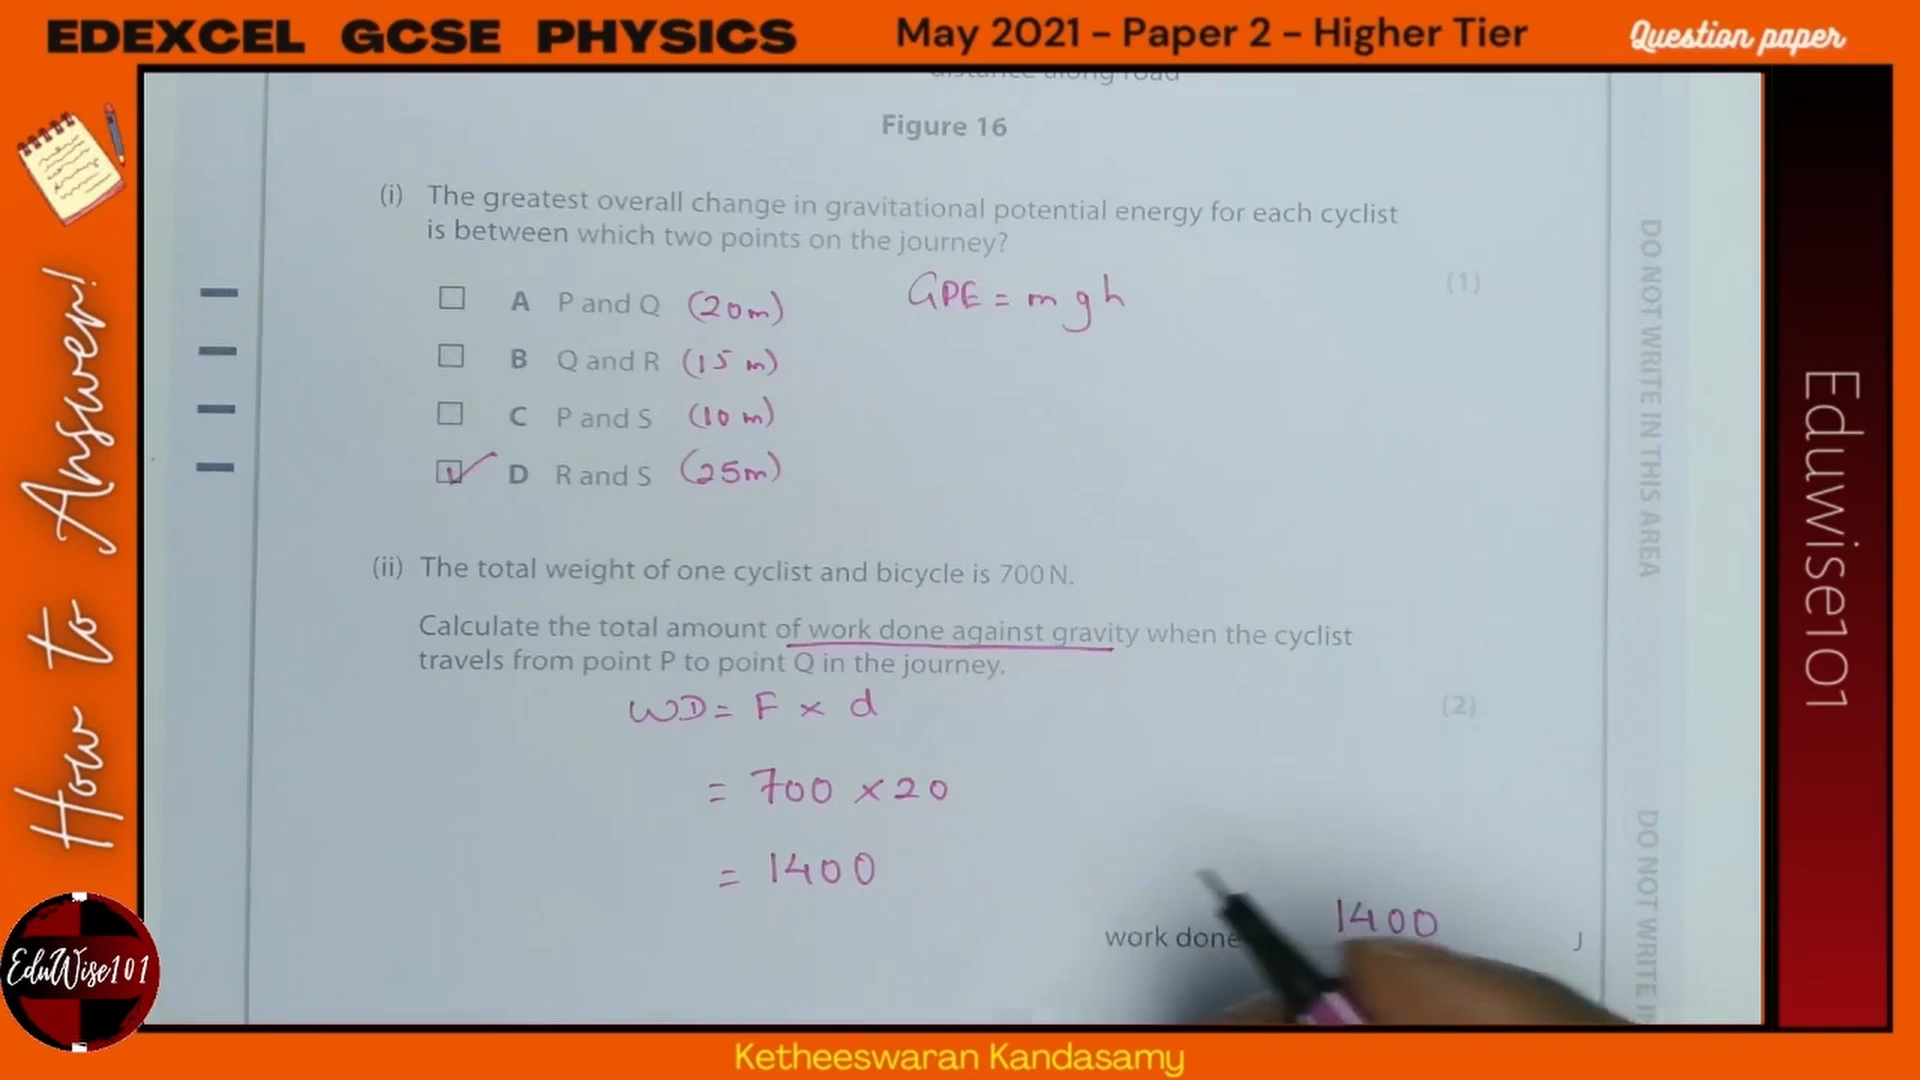 EDEXCEL GCSE PHYSICS May 2021 - Paper 2 - Higher Tier Question paper
distance along road
Figure 16
(i) The greatest overall change in gravitational potential energy for each cyclist
is between which two points on the journey?
(1)
A P and Q (20m) GPE = mgh
B Q and R (15 m)
C P and S (10 m)
D R and S (25m)
(ii) The total weight of one cyclist and bicycle is 700 N.
Calculate the total amount of work done against gravity when the cyclist
travels from point P to point Q in the journey.
(2)
WD = F × d
= 700 × 20
= 1400
work done 1400 J
DO NOT WRITE IN THIS AREA
DO NOT WRITE
How to Answer!
Eduwise101
EduWise101
Ketheeswaran Kandasamy